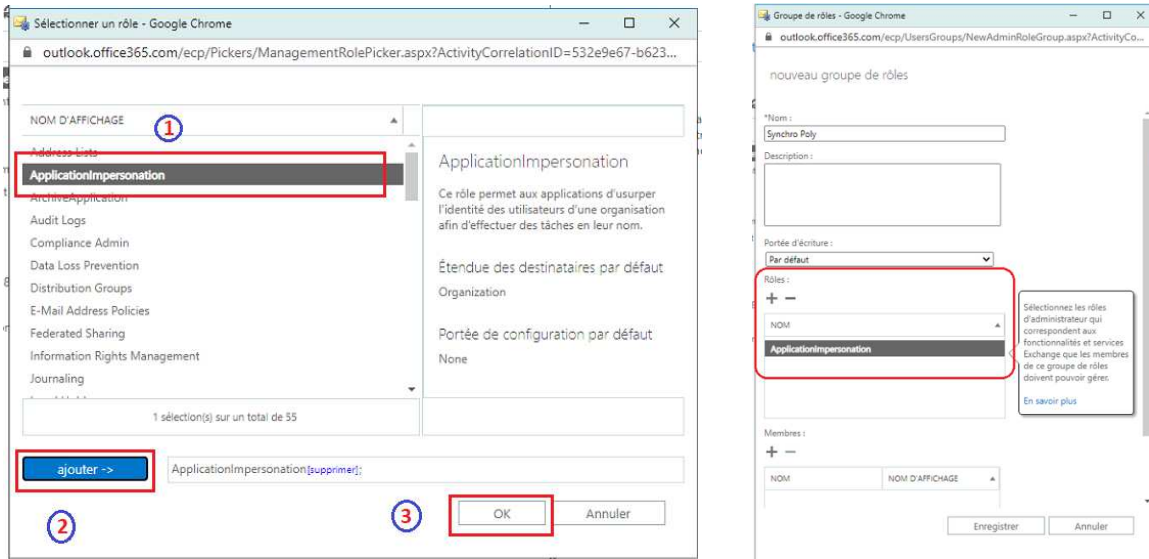 Sélectionner un rôle - Google Chrome
outlook.office365.com/ecp/Pickers/ManagementRolePicker.aspx?ActivityCorrelationID=532e9e67-b623...
NOM D'AFFICHAGE
1
Address Lists
ApplicationImpersonation
ArchiveApplication
Audit Logs
Compliance Admin
Data Loss Prevention
Distribution Groups
E-Mail Address Policies
Federated Sharing
Information Rights Management
Journaling
ApplicationImpersonation
Ce rôle permet aux applications d'usurper
l'identité des utilisateurs d'une organisation
afin d'effectuer des tâches en leur nom.
Étendue des destinataires par défaut
Organization
Portée de configuration par défaut
None
1 sélection(s) sur un total de 55
ajouter ->
ApplicationImpersonation[supprimer];
2
3
OK
Annuler
Groupe de rôles - Google Chrome
outlook.office365.com/ecp/UsersGroups/NewAdminRoleGroup.aspx?ActivityCo...
nouveau groupe de rôles
*Nom :
Synchro Poly
Description :
Portée d'écriture :
Par défaut
Rôles :
NOM
ApplicationImpersonation
Sélectionnez les rôles
d'administrateur qui
correspondent aux
fonctionnalités et services
Exchange que les membres
de ce groupe de rôles
doivent pouvoir gérer.
En savoir plus
Membres :
NOM
NOM D'AFFICHAGE
Enregistrer
Annuler